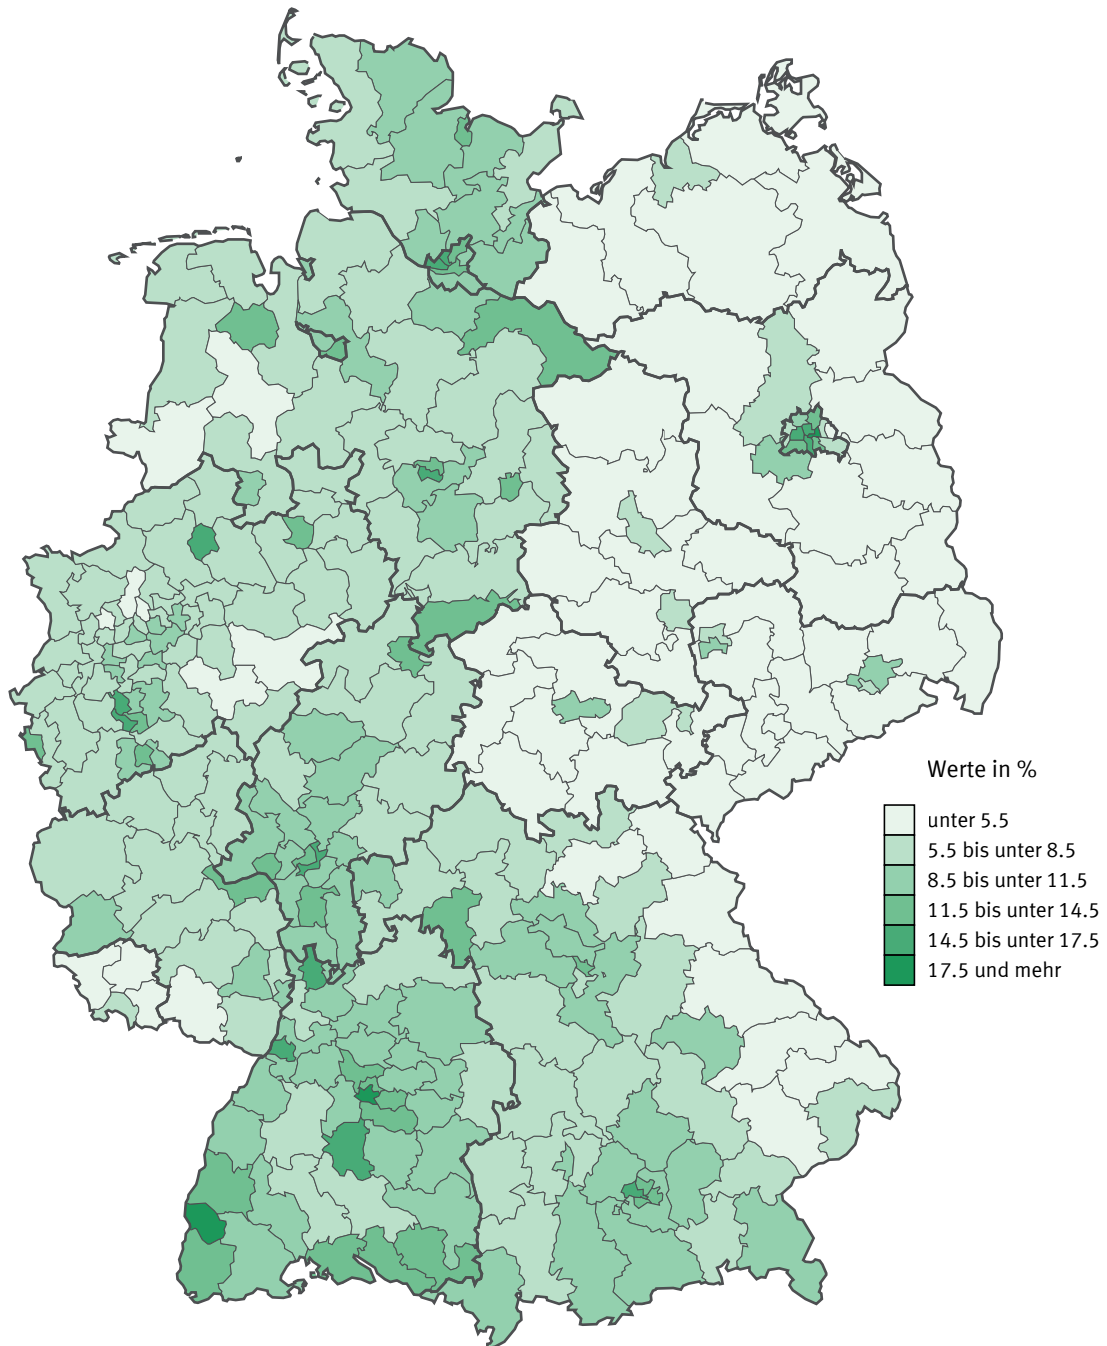 Werte in %
unter 5.5
5.5 bis unter 8.5
8.5 bis unter 11.5
11.5 bis unter 14.5
14.5 bis unter 17.5
17.5 und mehr